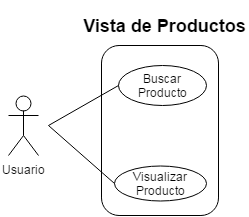 Vista de Productos
Buscar
Producto
Usuario
Visualizar
Producto